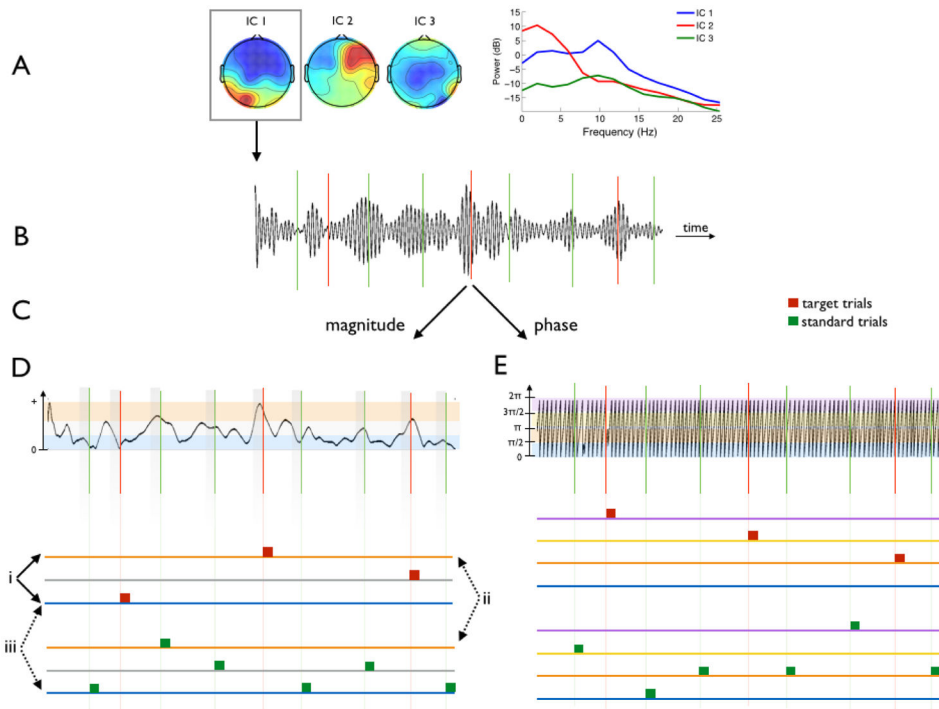 A
IC 1
IC 2
IC 3
Power (dB)
15
10
5
0
−5
−10
−15
0
5
10
15
20
25
Frequency (Hz)
IC 1
IC 2
IC 3
B
time
C
magnitude
phase
target trials
standard trials
D
+
0
E
2π
3π/2
π
π/2
0
i
ii
iii